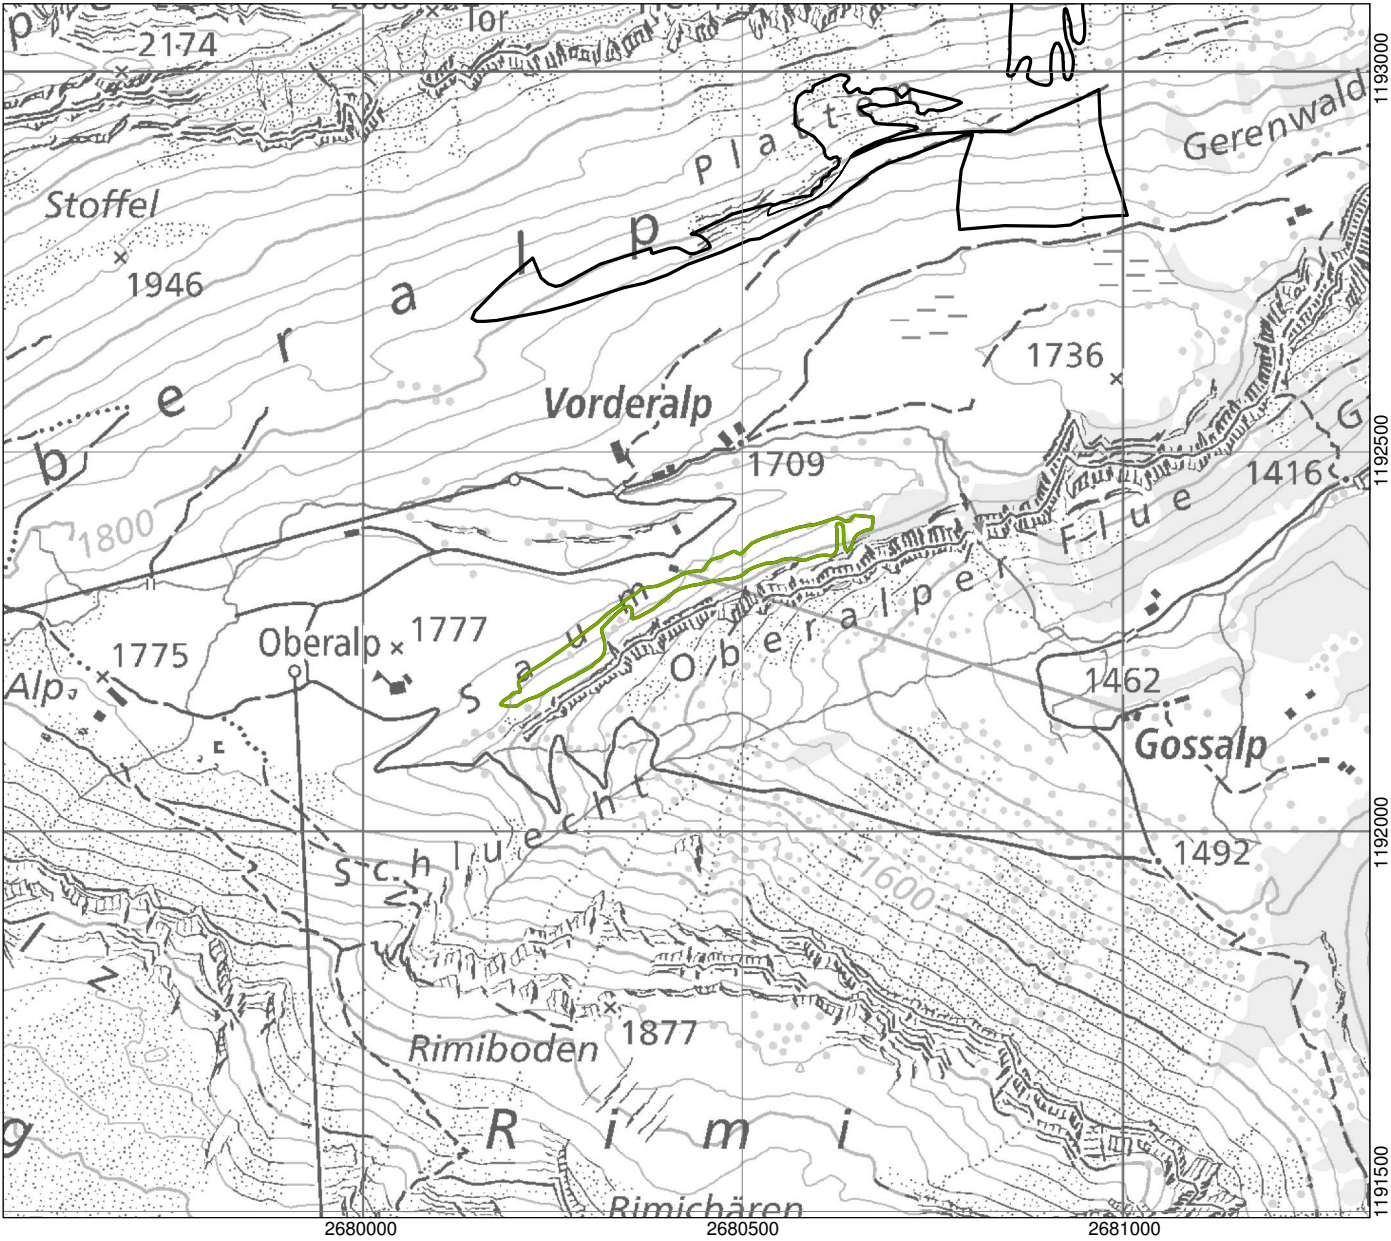 Tor
2174
1193000
Gerenwald
Platten
Stoffel
1946
beralp
1736
Vorderalp
1709
1192500
1416
1800
Flue
G
Oberalp
1777
1775
Alp.
Saum
Oberalper
1462
Gossalp
Schluecht
1192000
1492
1600
1877
Rimiboden
z
g
Rimi
1191500
Rimichären
2680000
2680500
2681000